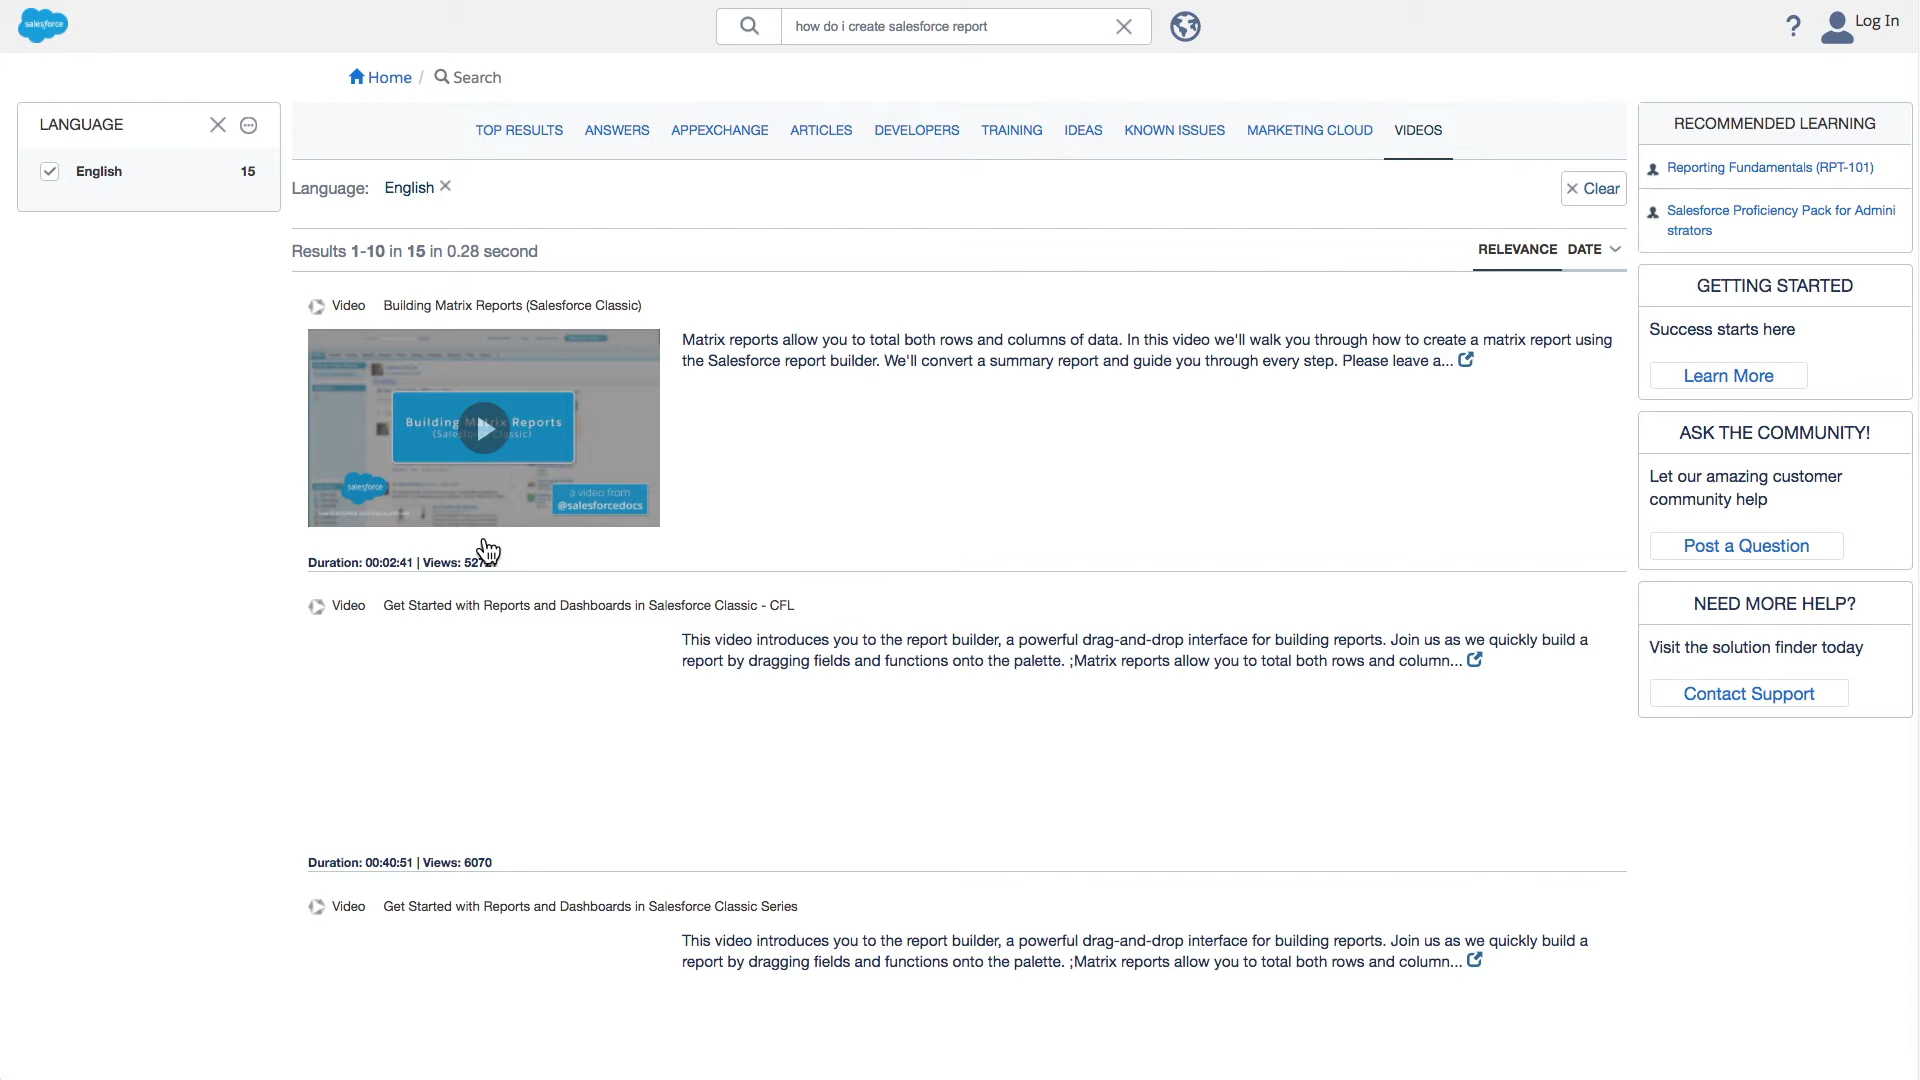 salesforce
how do i create salesforce report
Log In
Home / Search
LANGUAGE
English 15
TOP RESULTS ANSWERS APPEXCHANGE ARTICLES DEVELOPERS TRAINING IDEAS KNOWN ISSUES MARKETING CLOUD VIDEOS
Language: English
Clear
Results 1-10 in 15 in 0.28 second
RELEVANCE DATE
Video Building Matrix Reports (Salesforce Classic)
Building Matrix Reports
(Salesforce Classic)
salesforce
a video from
@salesforcedocs
Matrix reports allow you to total both rows and columns of data. In this video we'll walk you through how to create a matrix report using
the Salesforce report builder. We'll convert a summary report and guide you through every step. Please leave a...
Duration: 00:02:41 | Views:
Video Get Started with Reports and Dashboards in Salesforce Classic - CFL
This video introduces you to the report builder, a powerful drag-and-drop interface for building reports. Join us as we quickly build a
report by dragging fields and functions onto the palette. ;Matrix reports allow you to total both rows and column...
Duration: 00:40:51 | Views: 6070
Video Get Started with Reports and Dashboards in Salesforce Classic Series
This video introduces you to the report builder, a powerful drag-and-drop interface for building reports. Join us as we quickly build a
report by dragging fields and functions onto the palette. ;Matrix reports allow you to total both rows and column...
RECOMMENDED LEARNING
Reporting Fundamentals (RPT-101)
Salesforce Proficiency Pack for Admini
strators
GETTING STARTED
Success starts here
Learn More
ASK THE COMMUNITY!
Let our amazing customer
community help
Post a Question
NEED MORE HELP?
Visit the solution finder today
Contact Support